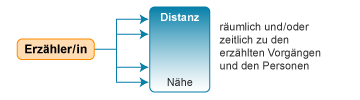 Erzähler/in
Distanz
Nähe
räumlich und/oder
zeitlich zu den
erzählten Vorgängen
und den Personen